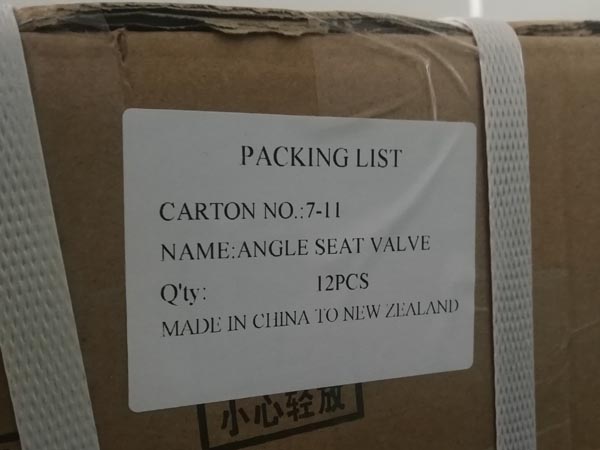 PACKING LIST
CARTON NO.:7-11
NAME:ANGLE SEAT VALVE
Q'ty: 12PCS
MADE IN CHINA TO NEW ZEALAND
小心轻放